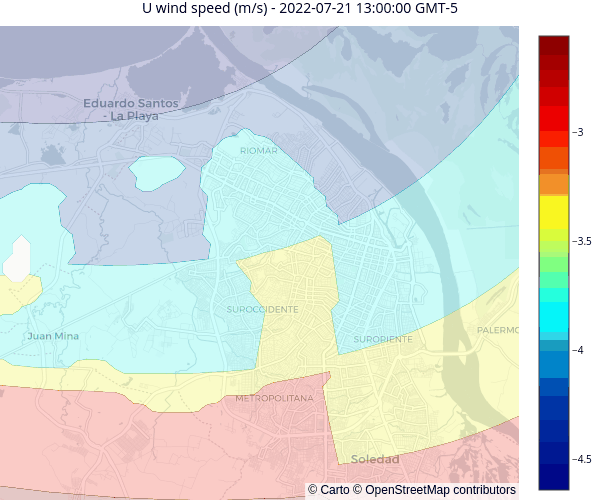 U wind speed (m/s) - 2022-07-21 13:00:00 GMT-5
Eduardo Santos
- La Playa
RIOMAR
−3
−3.5
SUROCCIDENTE
Juan Mina
SURORIENTE
PALERMO
−4
METROPOLITANA
Soledad
−4.5
© Carto © OpenStreetMap contributors